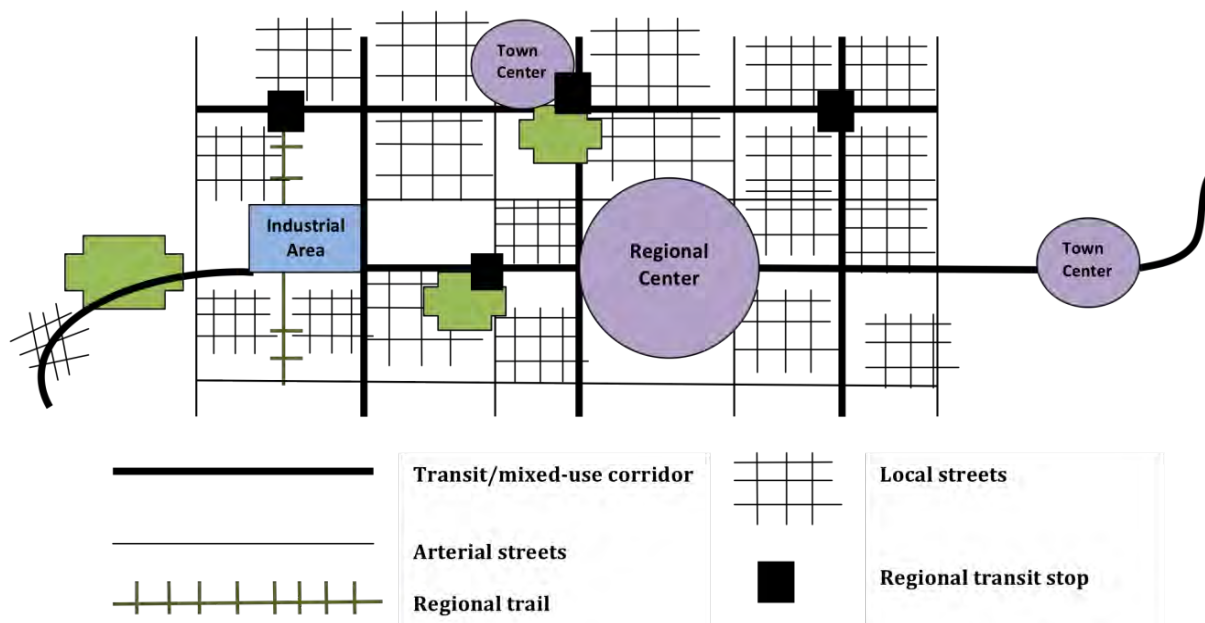 Town
Center
Industrial
Area
Regional
Center
Town
Center
Transit/mixed-use corridor
Local streets
Arterial streets
Regional transit stop
Regional trail